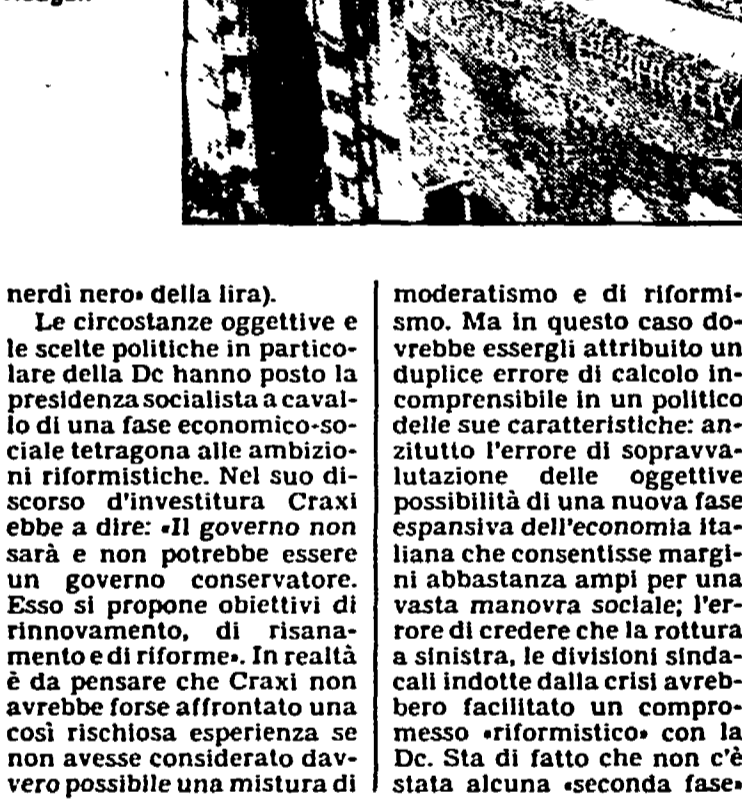 nerdì nero» della lira).
Le circostanze oggettive e
le scelte politiche in partico-
lare della Dc hanno posto la
presidenza socialista a caval-
lo di una fase economico-so-
ciale tetragona alle ambizio-
ni riformistiche. Nel suo di-
scorso d'investitura Craxi
ebbe a dire: «Il governo non
sarà e non potrebbe essere
un governo conservatore.
Esso si propone obiettivi di
rinnovamento, di risana-
mento e di riforme». In realtà
è da pensare che Craxi non
avrebbe forse affrontato una
così rischiosa esperienza se
non avesse considerato dav-
vero possibile una mistura di
moderatismo e di riformi-
smo. Ma in questo caso do-
vrebbe essergli attribuito un
duplice errore di calcolo in-
comprensibile in un politico
delle sue caratteristiche: an-
zitutto l'errore di sopravva-
lutazione delle oggettive
possibilità di una nuova fase
espansiva dell'economia ita-
liana che consentisse margi-
ni abbastanza ampi per una
vasta manovra sociale; l'er-
rore di credere che la rottura
a sinistra, le divisioni sinda-
cali indotte dalla crisi avreb-
bero facilitato un compro-
messo «riformistico» con la
Dc. Sta di fatto che non c'è
stata alcuna «seconda fase»